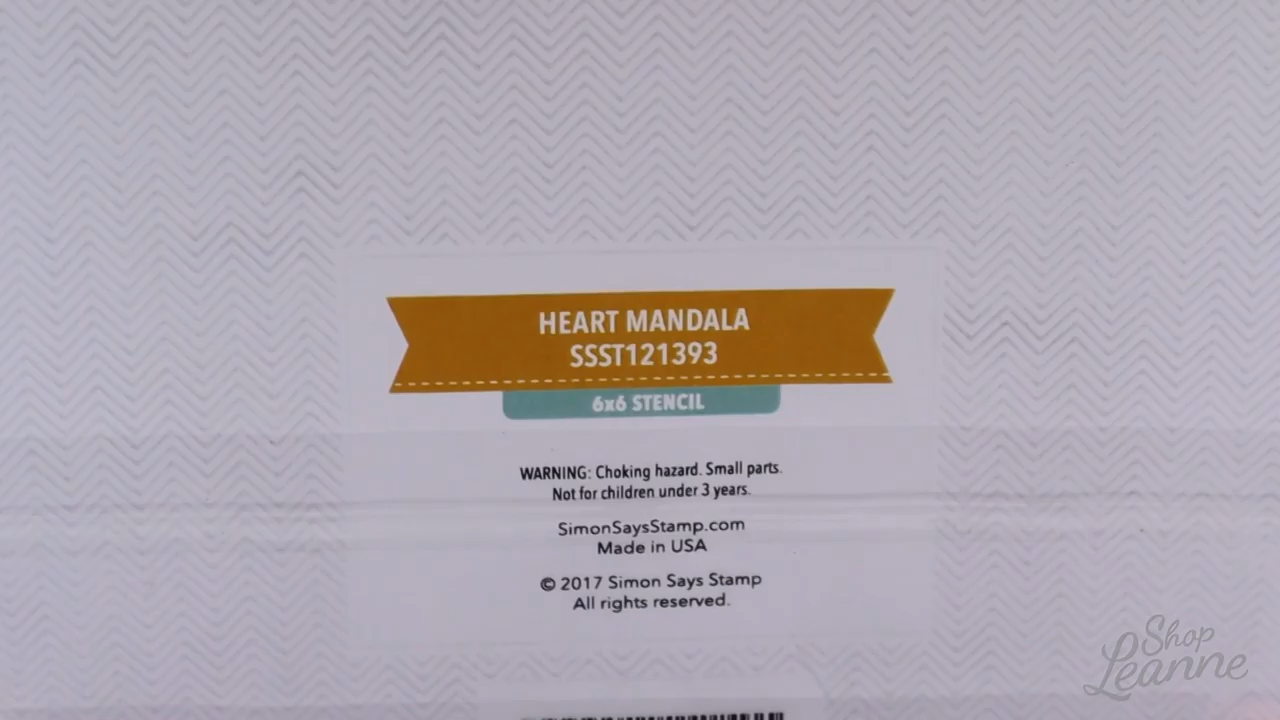 HEART MANDALA
SSST121393
6x6 STENCIL
WARNING: Choking hazard. Small parts.
Not for children under 3 years.
SimonSaysStamp.com
Made in USA
© 2017 Simon Says Stamp
All rights reserved.
Shop
Leanne